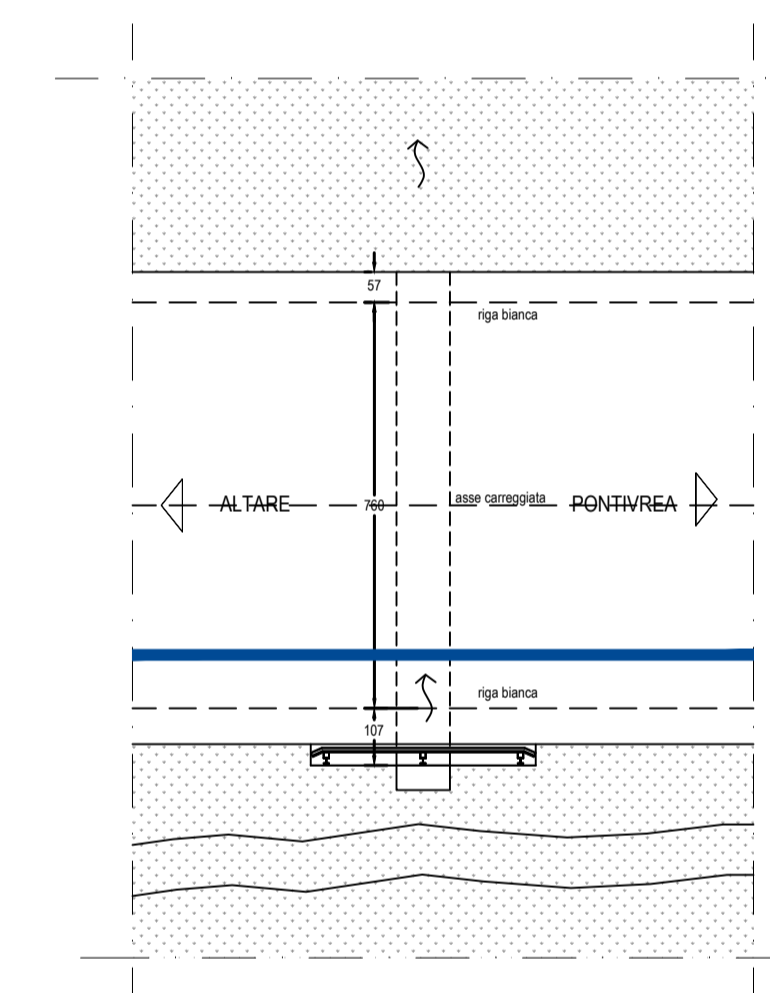 57
riga bianca
ALTARE
760
asse carreggiata
PONTIVREA
riga bianca
107